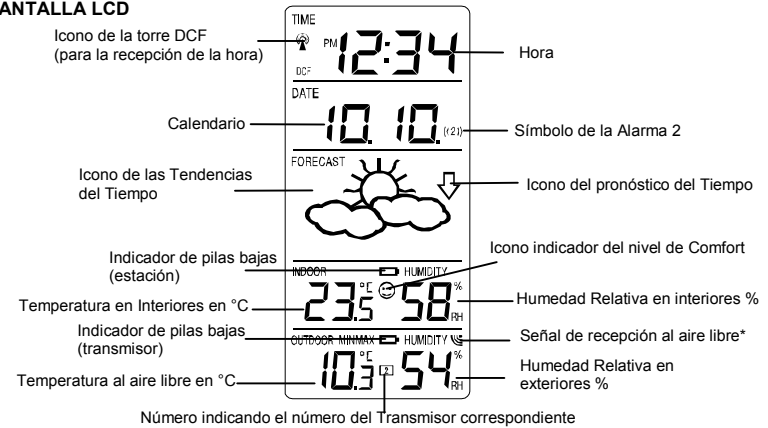 PANTALLA LCD
TIME
Icono de la torre DCF
(para la recepción de la hora)
PM
12:34
DCF
Hora
DATE
Calendario
10. 10.
((2))
Símbolo de la Alarma 2
FORECAST
Icono de las Tendencias
del Tiempo
Icono del pronóstico del Tiempo
Indicador de pilas bajas
(estación)
Icono indicador del nivel de Comfort
INDOOR
HUMIDITY
Temperatura en Interiores en °C
23.5 °C
58 %
RH
Humedad Relativa en interiores %
Indicador de pilas bajas
(transmisor)
OUTDOOR MINMAX
HUMIDITY
Señal de recepción al aire libre*
Temperatura al aire libre en °C
10.3 °C
2
54 %
RH
Humedad Relativa en
exteriores %
Número indicando el número del Transmisor correspondiente